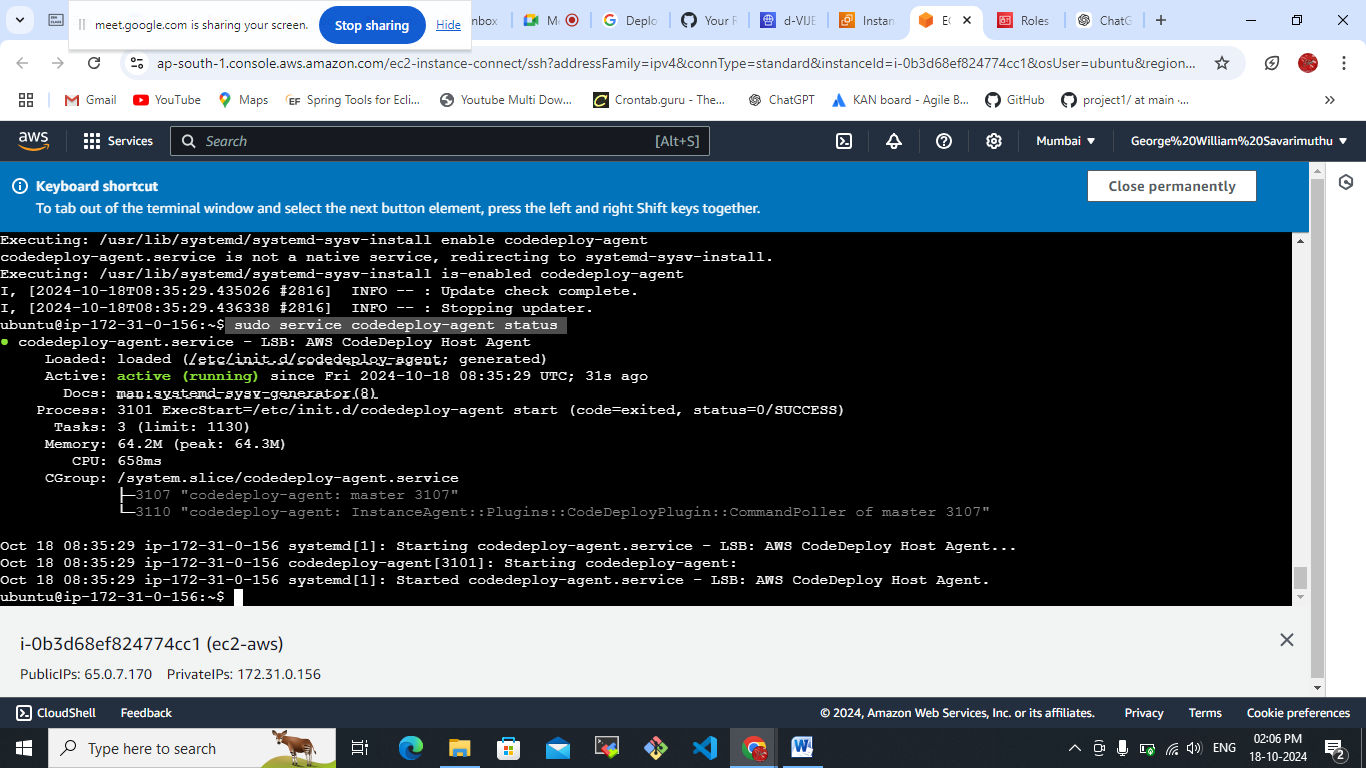 meet.google.com is sharing your screen.
Stop sharing
Hide
nbox
Deplo
Your R
d-VIJE
Instan
EC
Roles
ChatG
ap-south-1.console.aws.amazon.com/ec2-instance-connect/ssh?addressFamily=ipv4&connType=standard&instanceId=i-0b3d68ef824774cc1&osUser=ubuntu&region...
Gmail
YouTube
Maps
Spring Tools for Ecli...
Youtube Multi Dow...
Crontab.guru - The...
ChatGPT
KAN board - Agile B...
GitHub
project1/ at main ·...
aws
Services
Search
[Alt+S]
Mumbai
George%20William%20Savarimuthu
Keyboard shortcut
To tab out of the terminal window and select the next button element, press the left and right Shift keys together.
Close permanently
Executing: /usr/lib/systemd/systemd-sysv-install enable codedeploy-agent
codedeploy-agent.service is not a native service, redirecting to systemd-sysv-install.
Executing: /usr/lib/systemd/systemd-sysv-install is-enabled codedeploy-agent
I, [2024-10-18T08:35:29.435026 #2816]  INFO -- : Update check complete.
I, [2024-10-18T08:35:29.436338 #2816]  INFO -- : Stopping updater.
ubuntu@ip-172-31-0-156:~$ sudo service codedeploy-agent status
● codedeploy-agent.service - LSB: AWS CodeDeploy Host Agent
Loaded: loaded (/etc/init.d/codedeploy-agent; generated)
Active: active (running) since Fri 2024-10-18 08:35:29 UTC; 31s ago
Docs: man:systemd-sysv-generator(8)
Process: 3101 ExecStart=/etc/init.d/codedeploy-agent start (code=exited, status=0/SUCCESS)
Tasks: 3 (limit: 1130)
Memory: 64.2M (peak: 64.3M)
CPU: 658ms
CGroup: /system.slice/codedeploy-agent.service
├─3107 "codedeploy-agent: master 3107"
└─3110 "codedeploy-agent: InstanceAgent::Plugins::CodeDeployPlugin::CommandPoller of master 3107"
Oct 18 08:35:29 ip-172-31-0-156 systemd[1]: Starting codedeploy-agent.service - LSB: AWS CodeDeploy Host Agent...
Oct 18 08:35:29 ip-172-31-0-156 codedeploy-agent[3101]: Starting codedeploy-agent:
Oct 18 08:35:29 ip-172-31-0-156 systemd[1]: Started codedeploy-agent.service - LSB: AWS CodeDeploy Host Agent.
ubuntu@ip-172-31-0-156:~$
i-0b3d68ef824774cc1 (ec2-aws)
PublicIPs: 65.0.7.170 PrivateIPs: 172.31.0.156
CloudShell
Feedback
© 2024, Amazon Web Services, Inc. or its affiliates.
Privacy
Terms
Cookie preferences
Type here to search
ENG
02:06 PM
18-10-2024
2